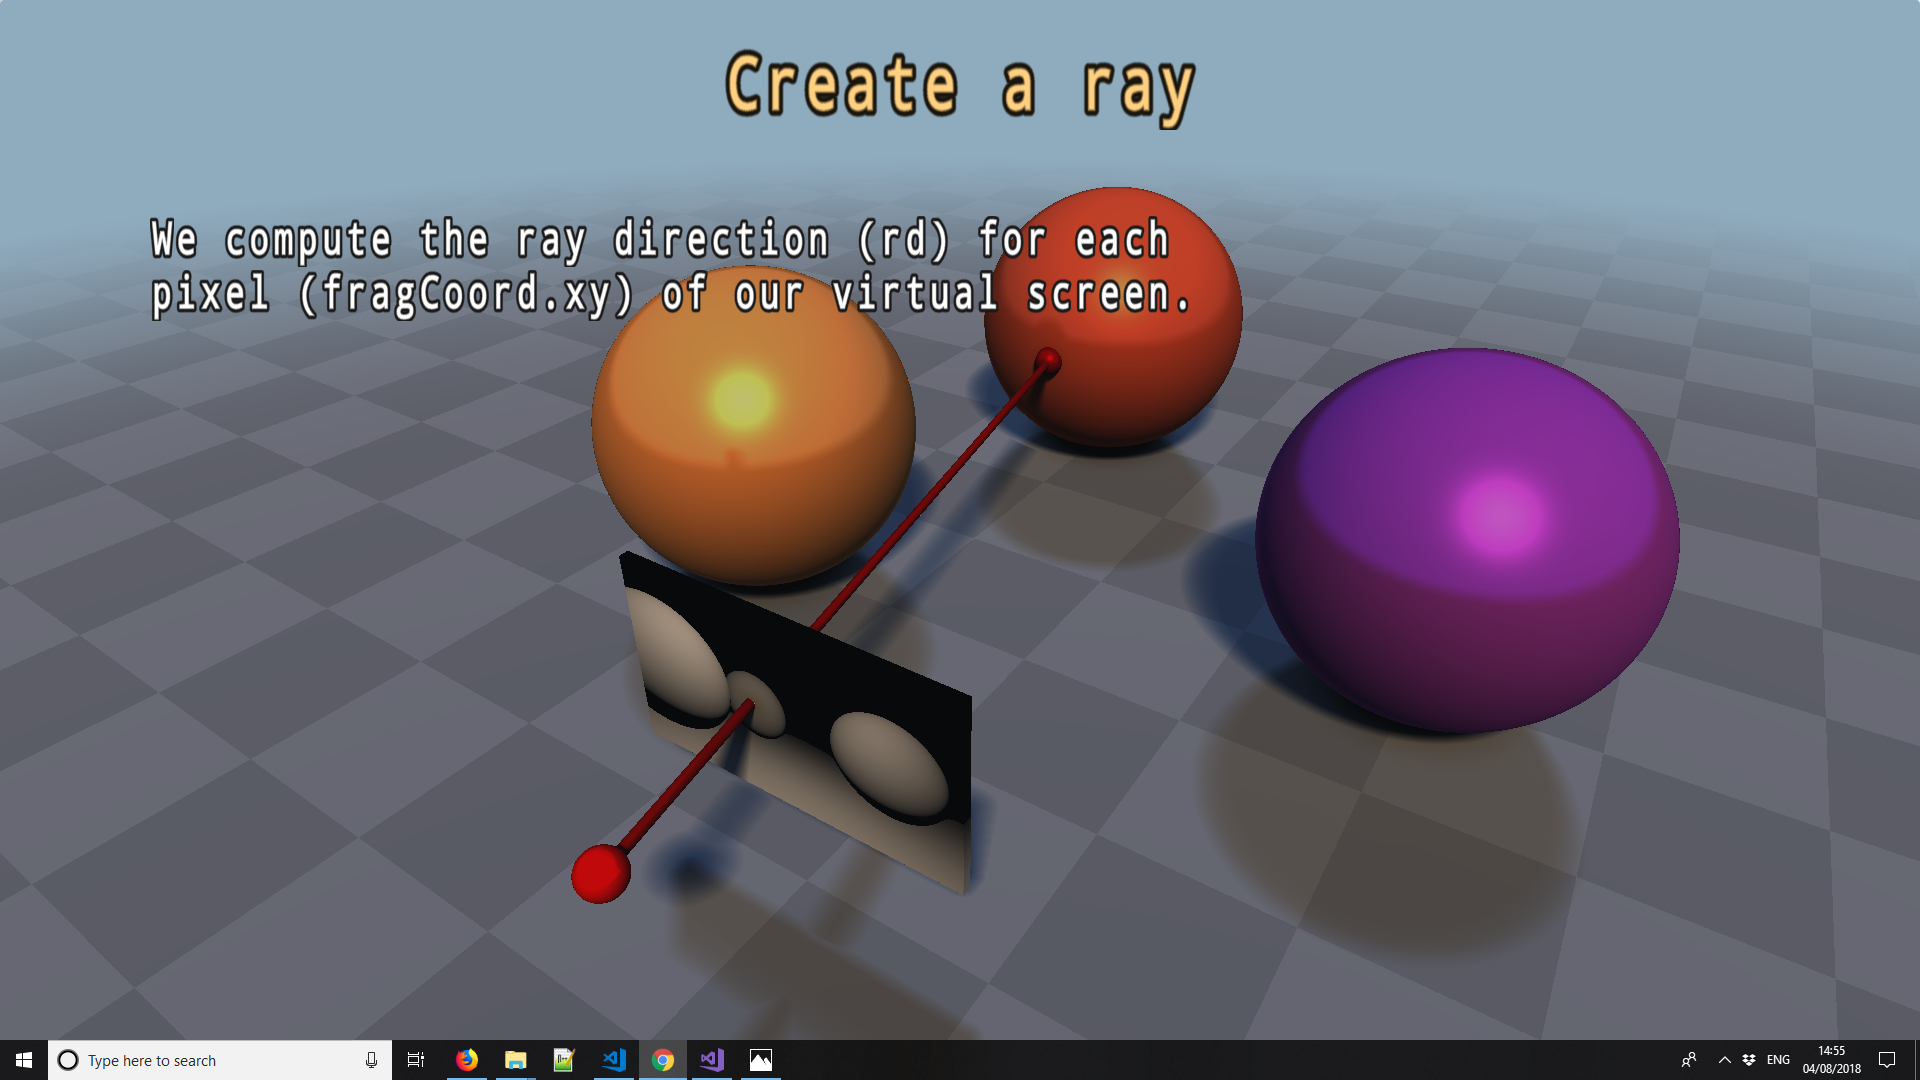 Create a ray
We compute the ray direction (rd) for each
pixel (fragCoord.xy) of our virtual screen.
Type here to search
ENG
14:55
04/08/2018